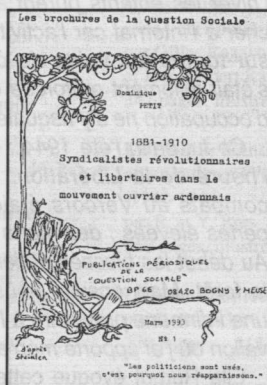 Les brochures de la Question Sociale
Dominique
PETIT
1881-1910
Syndicalistes révolutionnaires
et libertaires dans le
mouvement ouvrier ardennais
PUBLICATIONS PÉRIODIQUES
DE LA
"QUESTION SOCIALE"
BP 66 08120 BOGNY S/MEUSE
Mars 1993
N° 1
d'après
Steinlen
"Les politiciens sont usés,
c'est pourquoi nous réapparaissons."